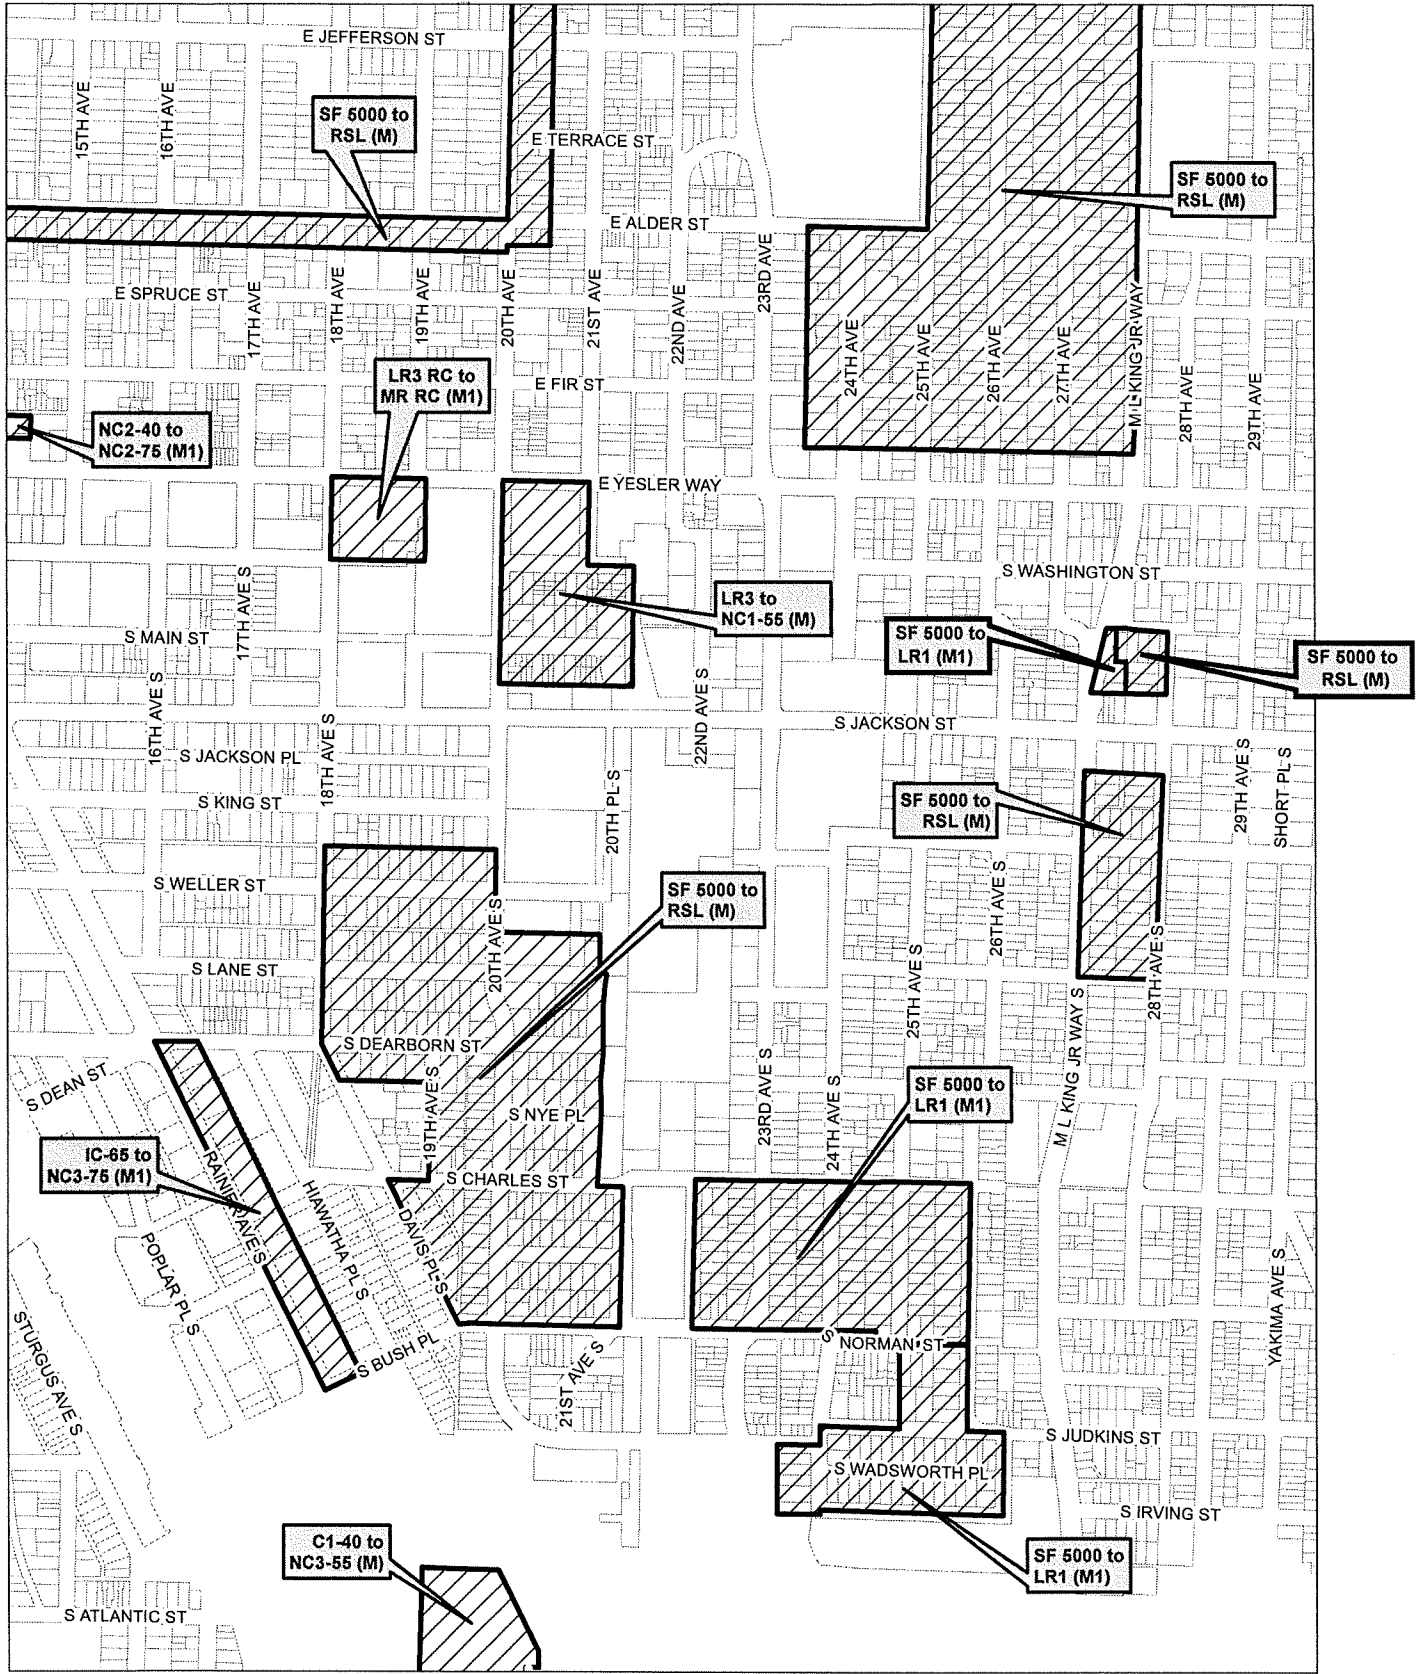 E JEFFERSON ST
15TH AVE
16TH AVE
SF 5000 to
RSL (M)
E TERRACE ST
SF 5000 to
RSL (M)
E ALDER ST
23RD AVE
E SPRUCE ST
17TH AVE
18TH AVE
19TH AVE
20TH AVE
21ST AVE
22ND AVE
24TH AVE
25TH AVE
26TH AVE
27TH AVE
M L KING JR WAY
28TH AVE
29TH AVE
LR3 RC to
MR RC (M1)
E FIR ST
NC2-40 to
NC2-75 (M1)
E YESLER WAY
S WASHINGTON ST
17TH AVE S
LR3 to
NC1-55 (M)
S MAIN ST
SF 5000 to
LR1 (M1)
SF 5000 to
RSL (M)
16TH AVE S
18TH AVE S
22ND AVE S
S JACKSON ST
S JACKSON PL
S KING ST
20TH PL S
SF 5000 to
RSL (M)
29TH AVE S
SHORT PL S
S WELLER ST
SF 5000 to
RSL (M)
20TH AVE S
26TH AVE S
28TH AVE S
S LANE ST
25TH AVE S
S DEARBORN ST
M L KING JR WAY S
S DEAN ST
19TH AVE S
23RD AVE S
24TH AVE S
SF 5000 to
LR1 (M1)
S NYE PL
IC-65 to
NC3-75 (M1)
S CHARLES ST
RAINIER AVE S
HIAWATHA PL S
DAVIS PL S
POPLAR PL S
YAKIMA AVE S
STURGUS AVE S
S BUSH PL
21ST AVE S
S NORMAN ST
S JUDKINS ST
S WADSWORTH PL
S IRVING ST
C1-40 to
NC3-55 (M)
SF 5000 to
LR1 (M1)
S ATLANTIC ST